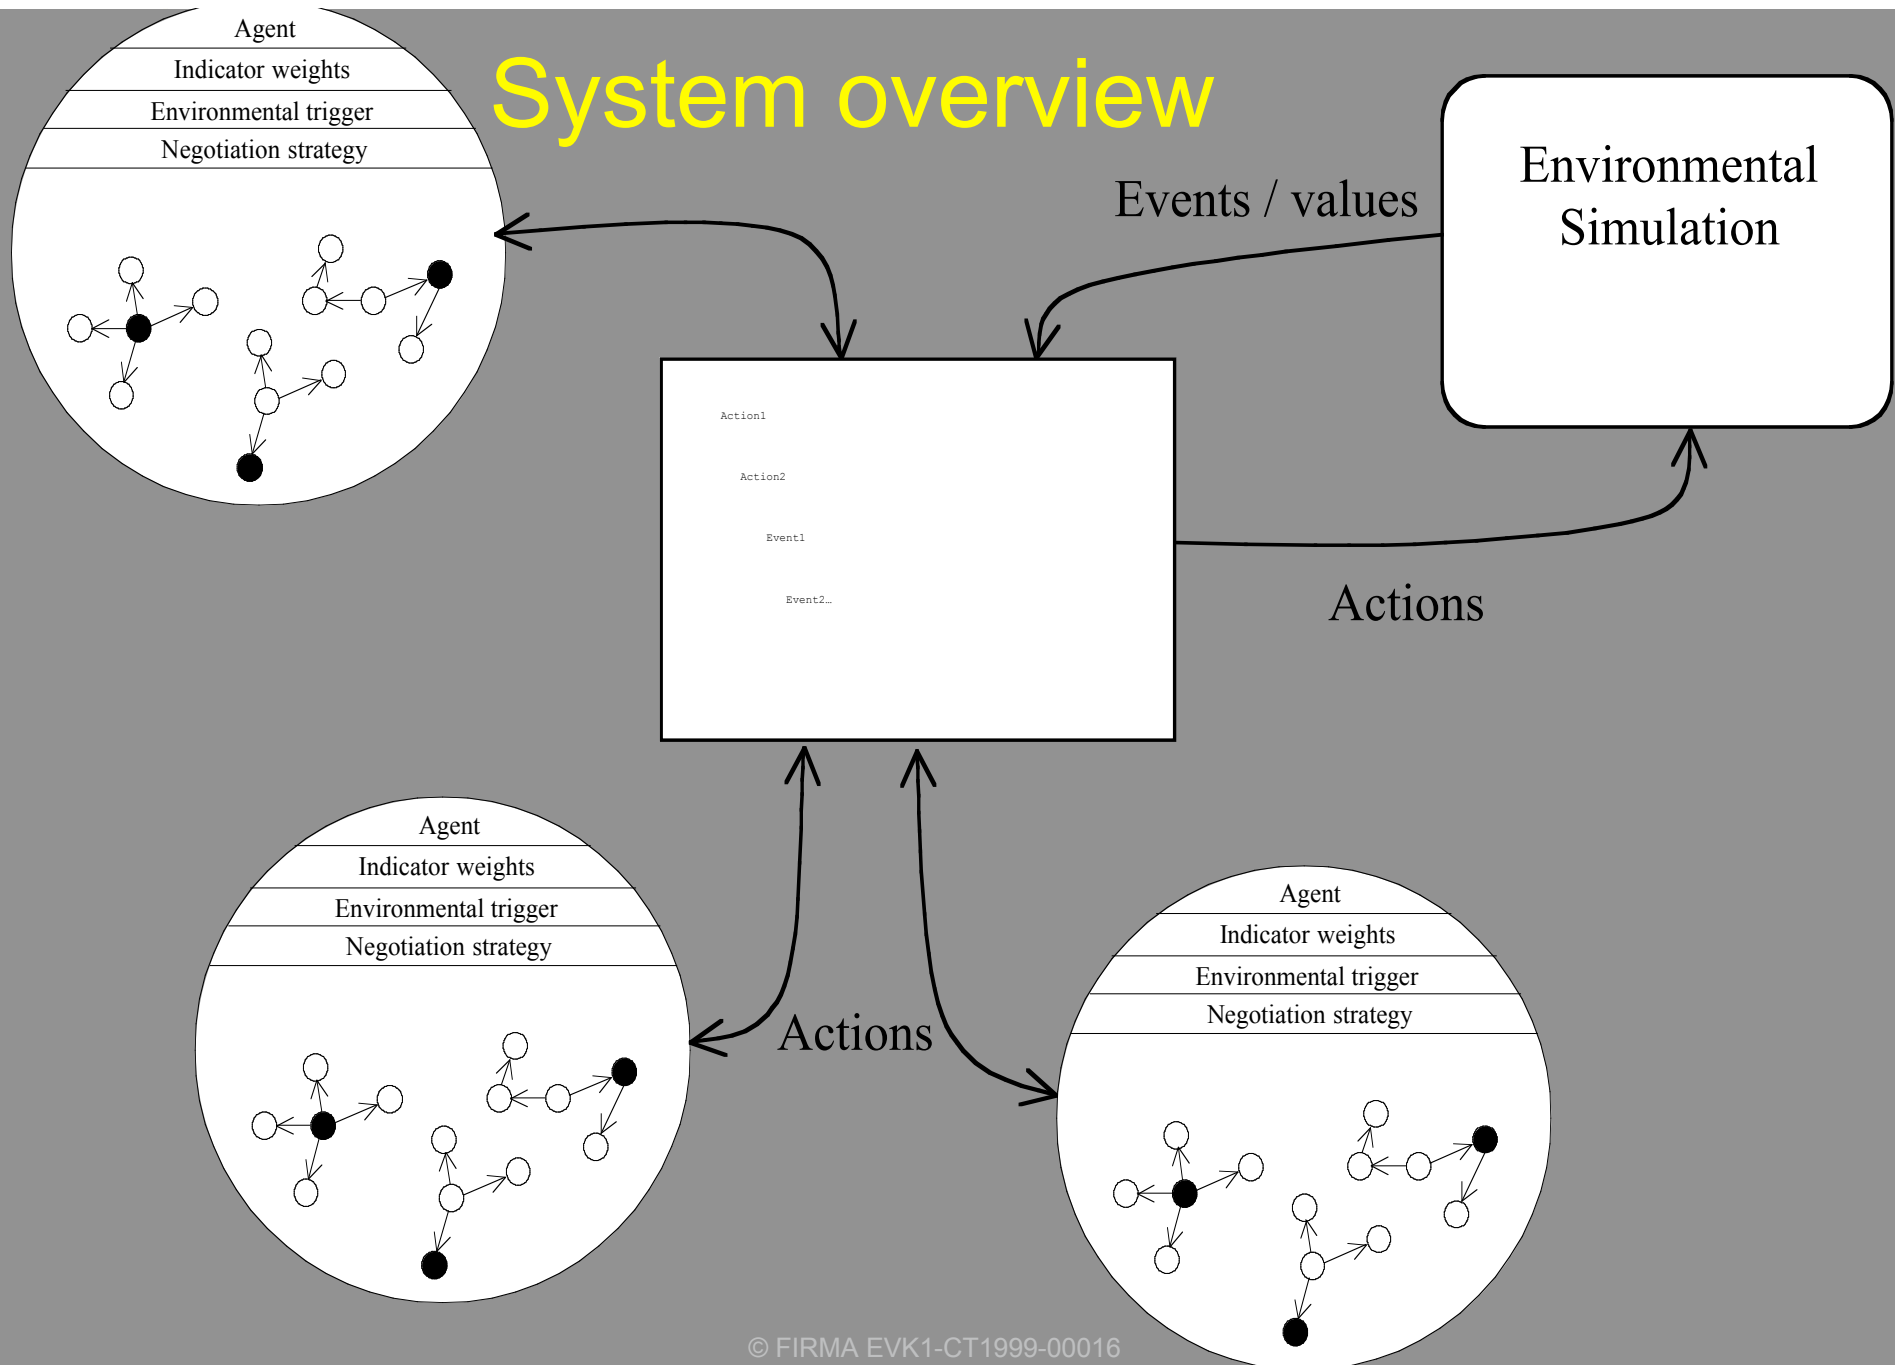 System overview
Agent
Indicator weights
Environmental trigger
Negotiation strategy
Events / values
Environmental
Simulation
Action1
Action2
Event1
Event2…
Actions
Agent
Indicator weights
Environmental trigger
Negotiation strategy
Actions
Agent
Indicator weights
Environmental trigger
Negotiation strategy
© FIRMA EVK1-CT1999-00016